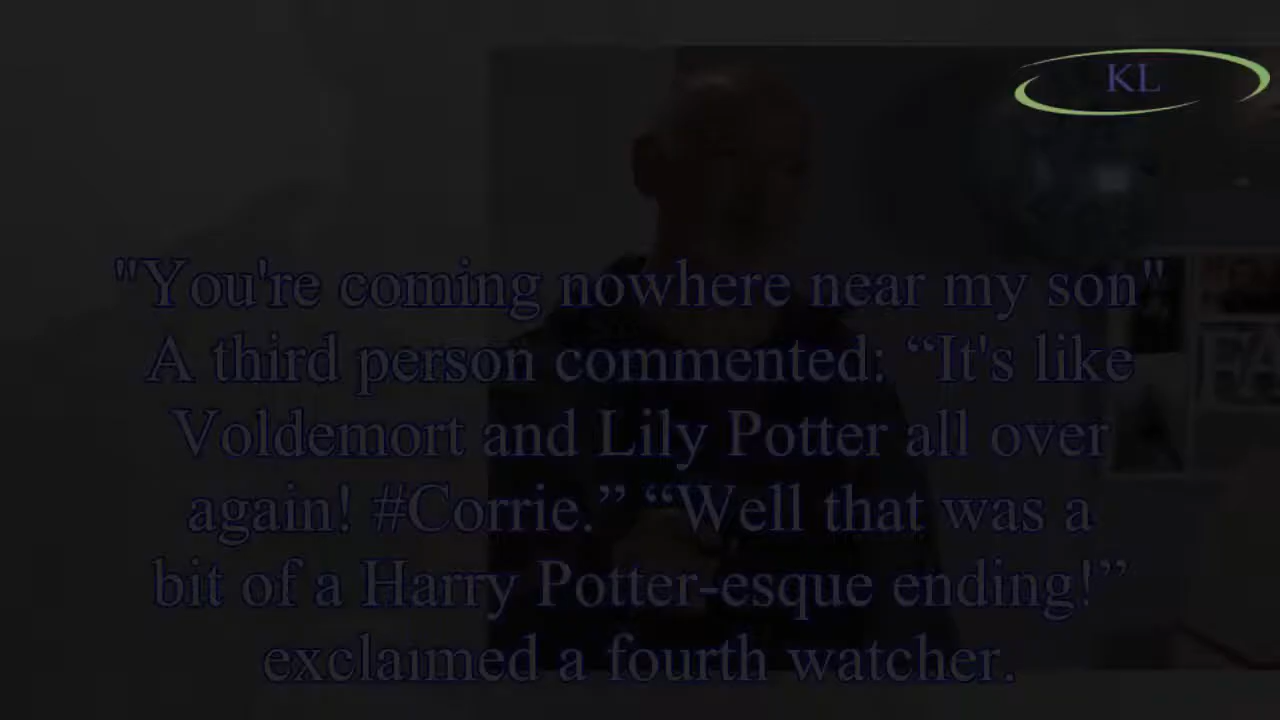 KL
"You're coming nowhere near my son"
A third person commented: “It's like
Voldemort and Lily Potter all over
again! #Corrie.” “Well that was a
bit of a Harry Potter-esque ending!”
exclaimed a fourth watcher.